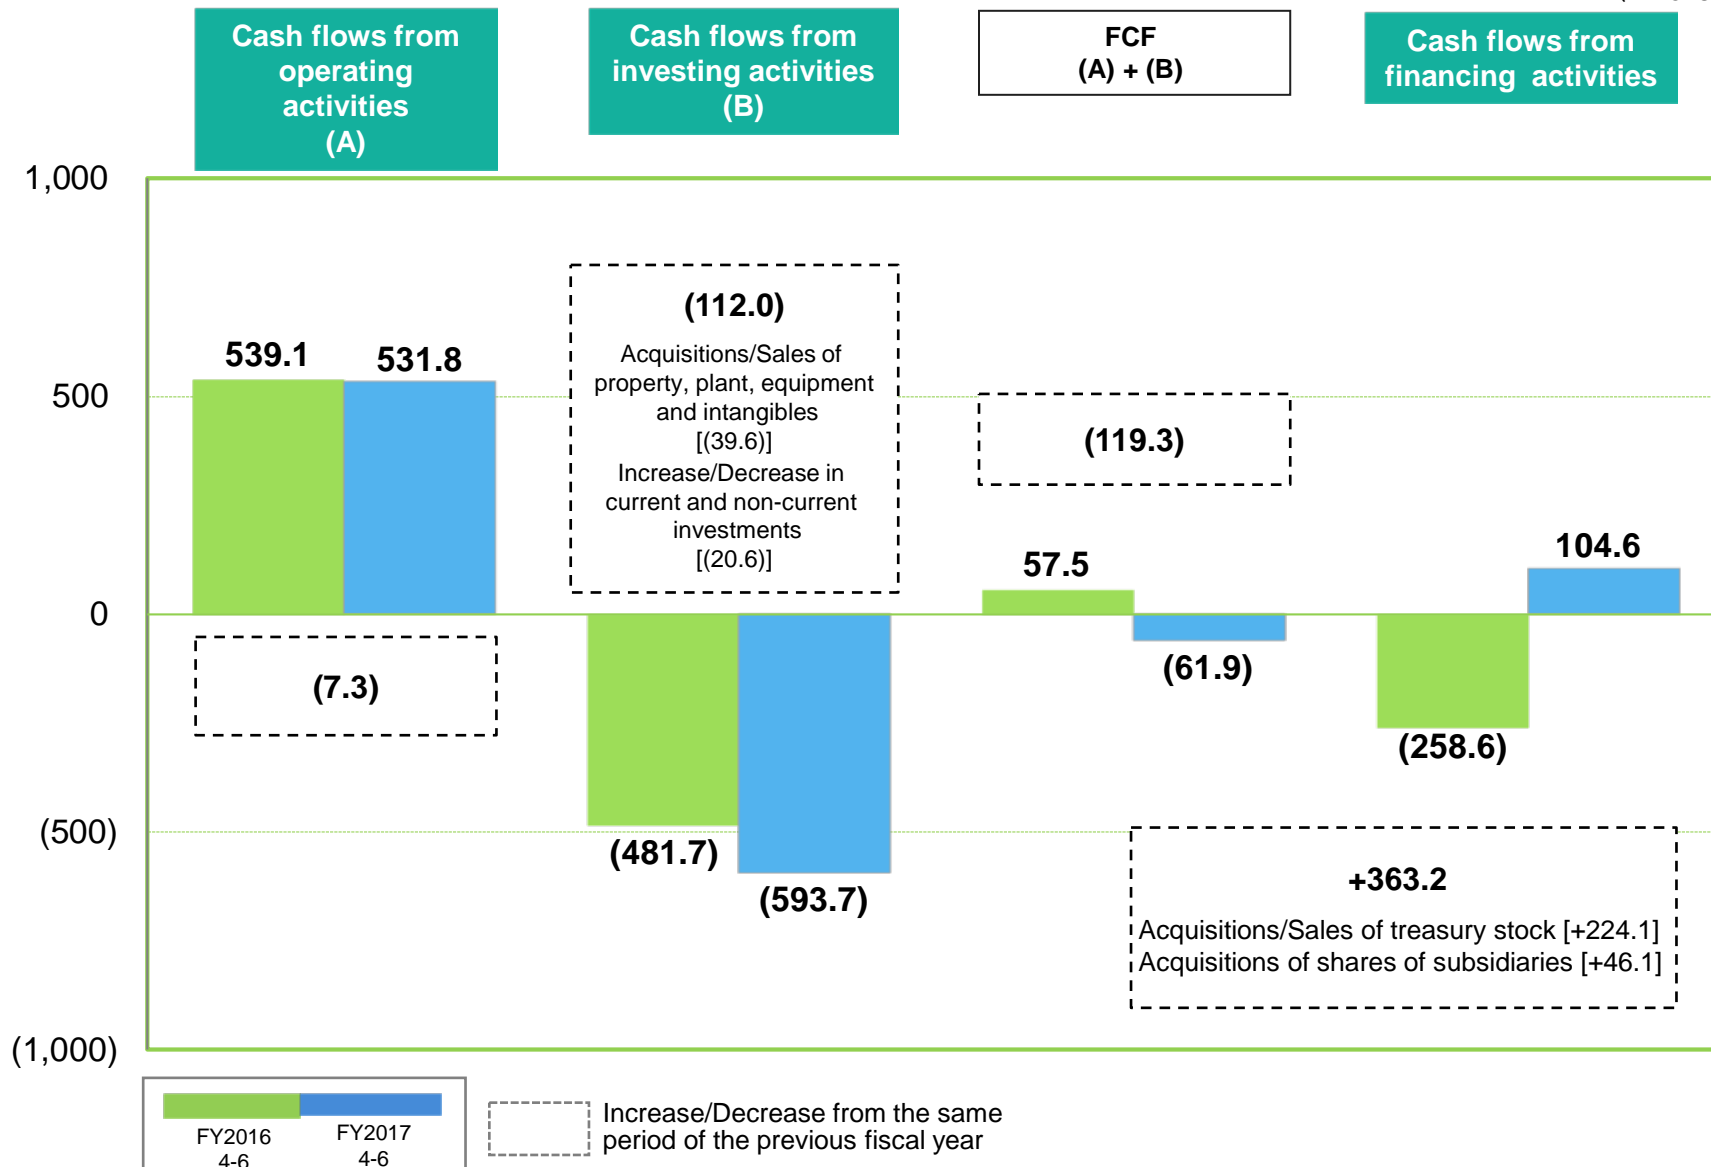 Cash flows from
operating
activities
(A)
Cash flows from
investing activities
(B)
FCF
(A) + (B)
Cash flows from
financing activities
1,000
500
0
(500)
(1,000)
539.1
531.8
(7.3)
(112.0)
Acquisitions/Sales of
property, plant, equipment
and intangibles
[(39.6)]
Increase/Decrease in
current and non-current
investments
[(20.6)]
(481.7)
(593.7)
(119.3)
57.5
(61.9)
104.6
(258.6)
+363.2
Acquisitions/Sales of treasury stock [+224.1]
Acquisitions of shares of subsidiaries [+46.1]
FY2016
4-6
FY2017
4-6
Increase/Decrease from the same
period of the previous fiscal year